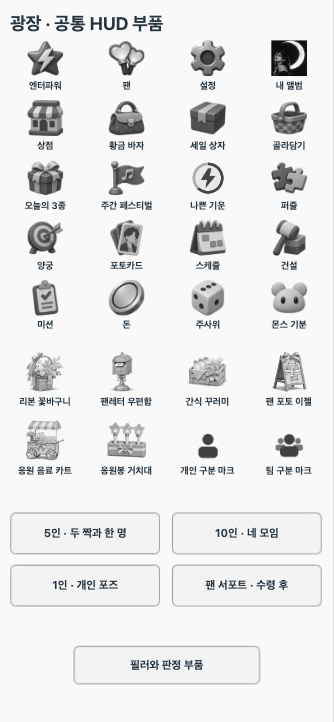 광장 · 공통 HUD 부품
엔터파워 팬 설정 내 앨범
상점 황금 바자 세일 상자 골라담기
오늘의 3종 주간 페스티벌 나쁜 기운 퍼즐
양궁 포토카드 스케줄 건설
미션 돈 주사위 몬스 기분
리본 꽃바구니 팬레터 우편함 간식 꾸러미 팬 포토 이젤
응원 음료 카트 응원봉 거치대 개인 구분 마크 팀 구분 마크
5인 · 두 짝과 한 명 10인 · 네 모임
1인 · 개인 포즈 팬 서포트 · 수령 후
필러와 판정 부품